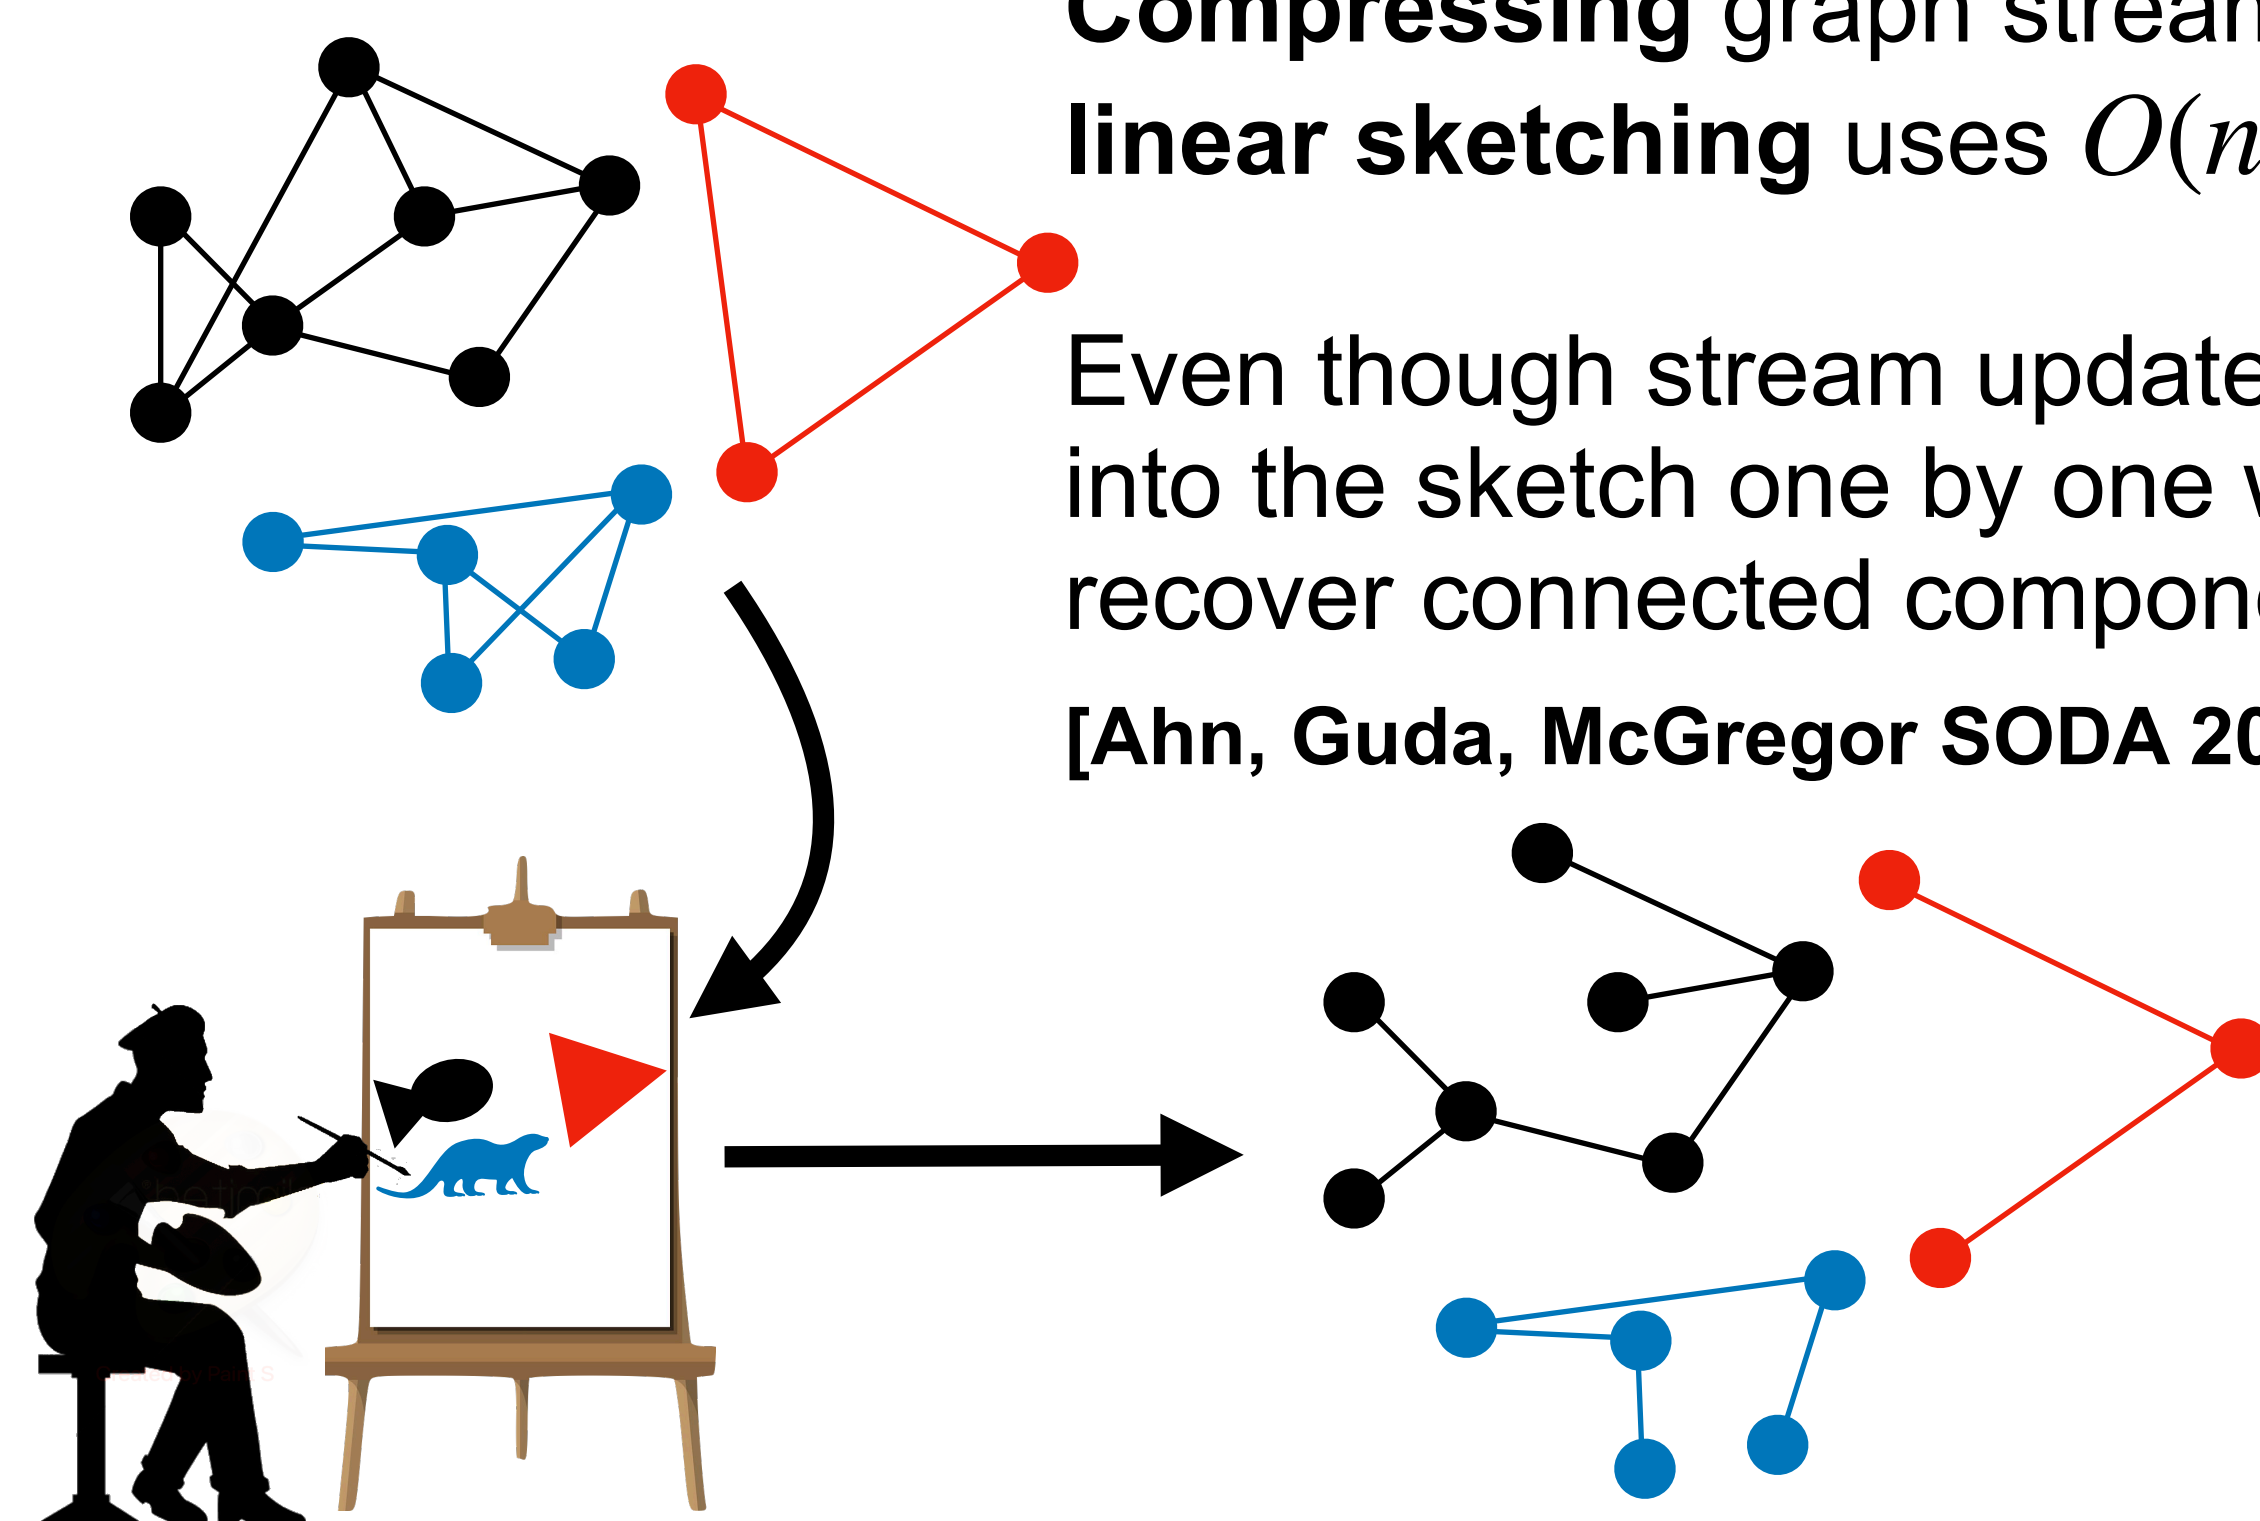 Compressing graph stream
linear sketching uses O(n
Even though stream update
into the sketch one by one w
recover connected compone
[Ahn, Guda, McGregor SODA 20